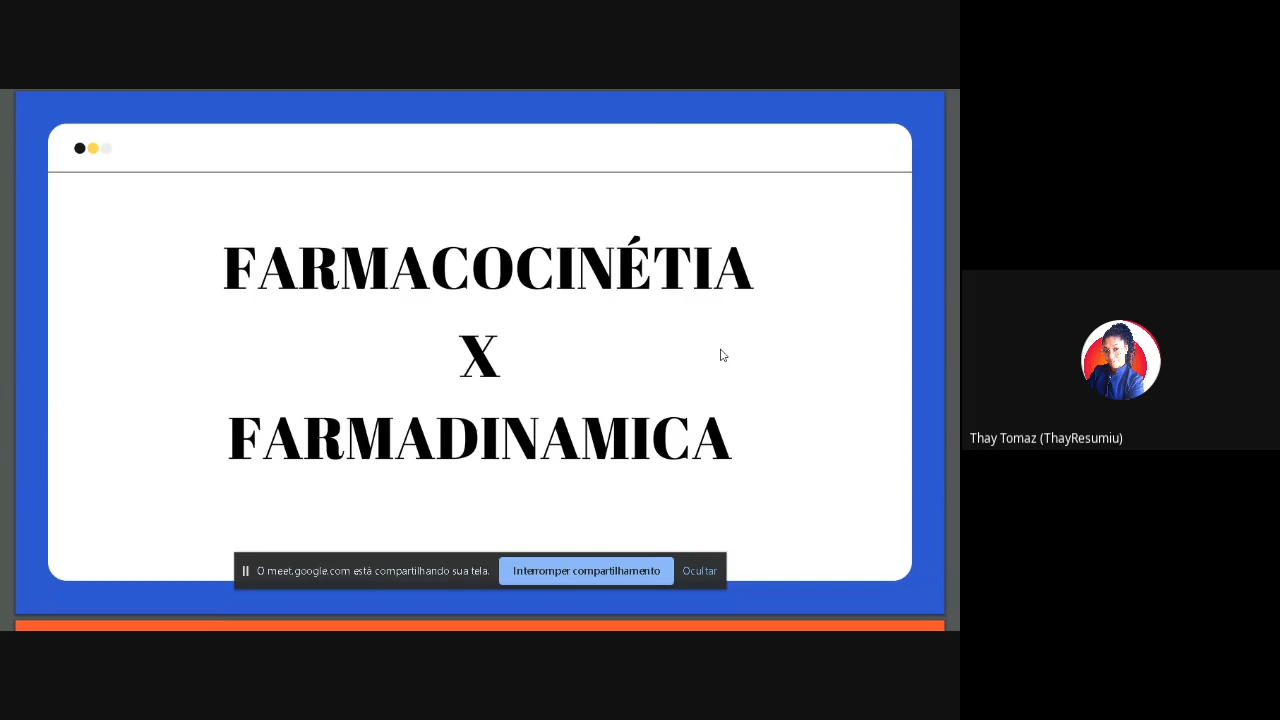 FARMACOCINÉTIA
X
FARMADINAMICA
O meet.google.com está compartilhando sua tela. Interromper compartilhamento Ocultar
Thay Tomaz (ThayResumiu)